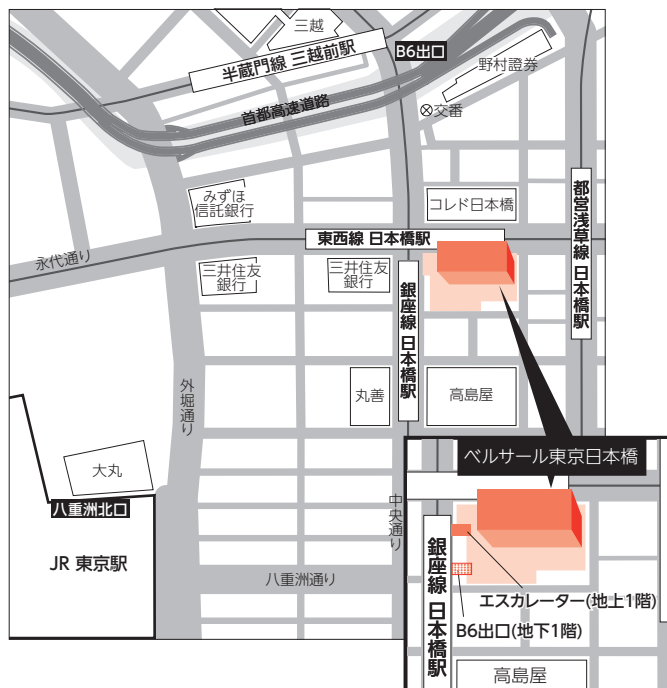 三越
B6出口
半蔵門線 三越前駅
野村證券
首都高速道路
交番
みずほ
信託銀行
コレド日本橋
都営浅草線 日本橋駅
東西線 日本橋駅
永代通り
三井住友
銀行
三井住友
銀行
銀座線 日本橋駅
外堀通り
丸善
高島屋
ベルサール東京日本橋
大丸
八重洲北口
中央通り
JR 東京駅
八重洲通り
銀座線 日本橋駅
エスカレーター(地上1階)
B6出口(地下1階)
高島屋